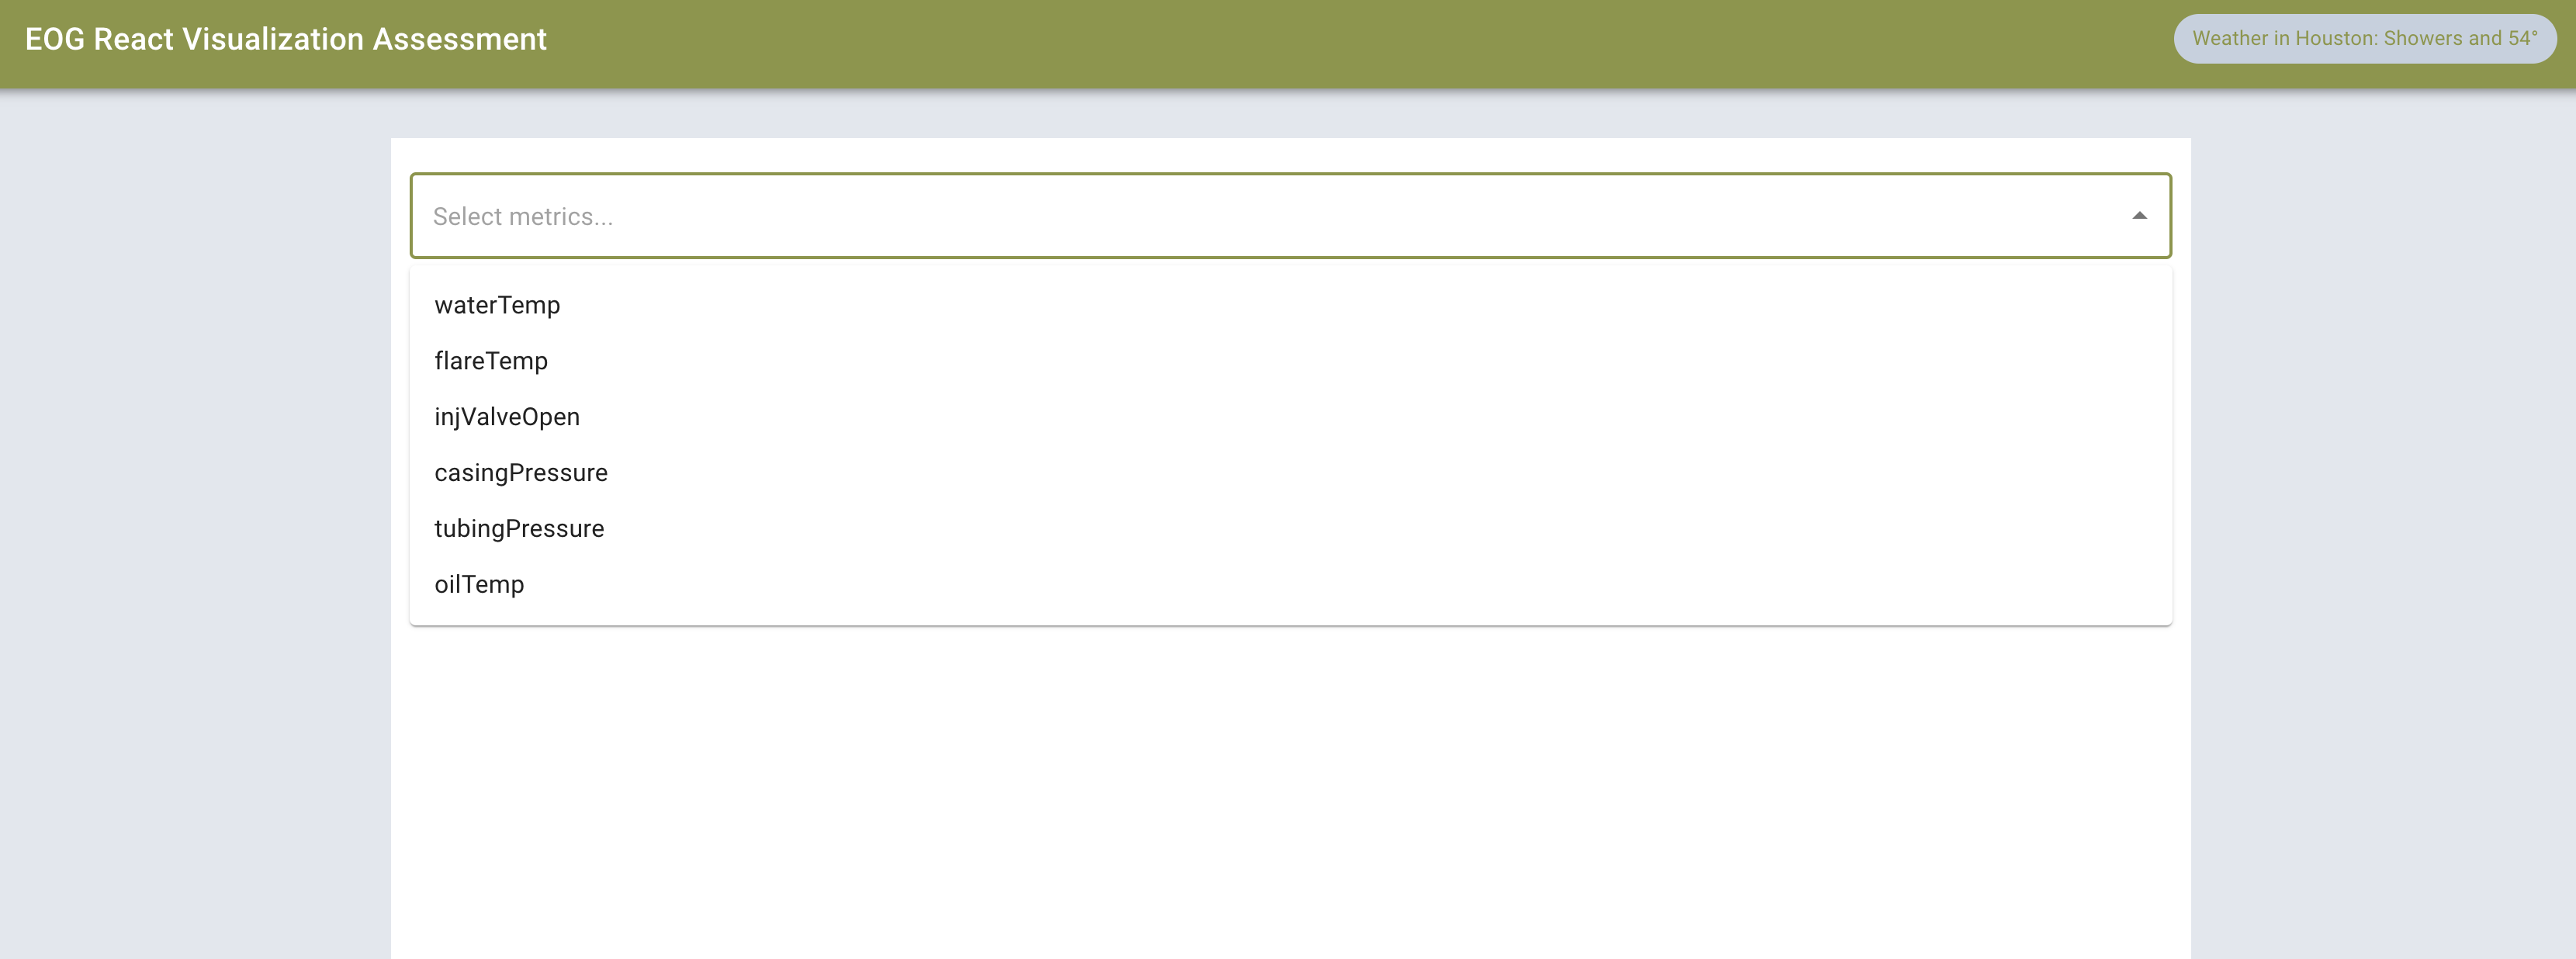 EOG React Visualization Assessment
Weather in Houston: Showers and 54°
Select metrics...
waterTemp
flareTemp
injValveOpen
casingPressure
tubingPressure
oilTemp